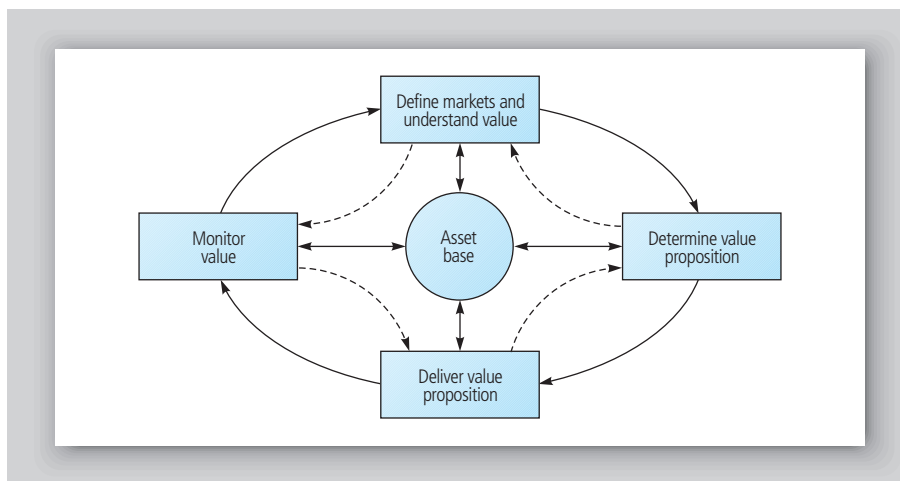 Define markets and
understand value
Monitor
value
Asset
base
Determine value
proposition
Deliver value
proposition